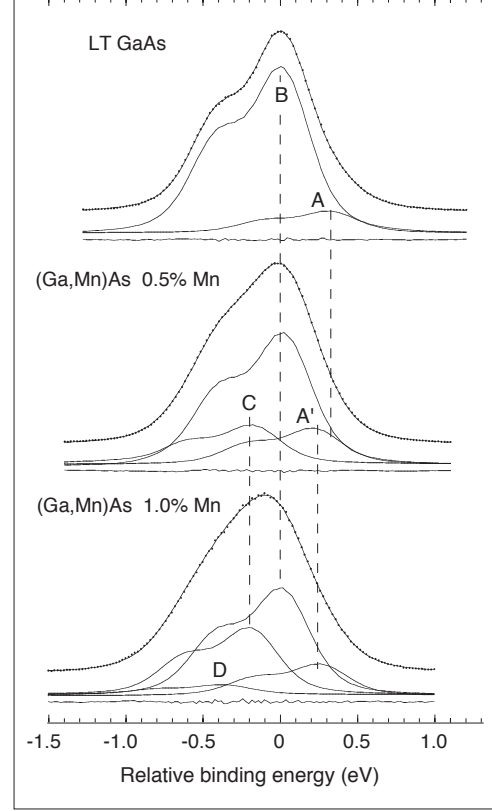 LT GaAs
B
A
(Ga,Mn)As 0.5% Mn
C
A'
(Ga,Mn)As 1.0% Mn
D
-1.5 -1.0 -0.5 0 0.5 1.0
Relative binding energy (eV)